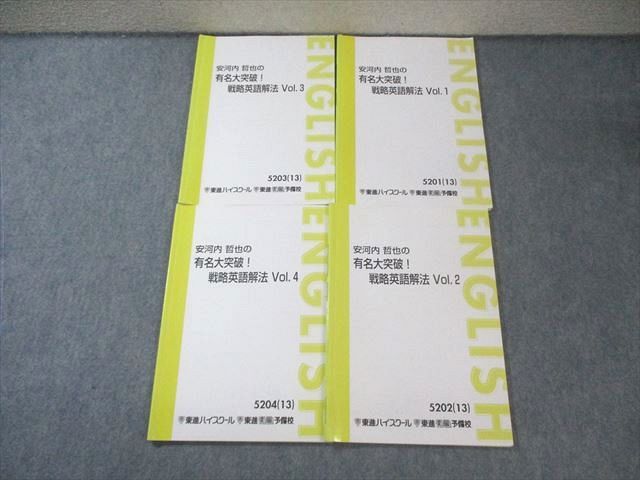 安河内 哲也の
有名大突破！
戦略英語解法 Vol. 3
5203(13)
東進ハイスクール 東進衛星予備校
ENGLISH
安河内 哲也の
有名大突破！
戦略英語解法 Vol. 1
5201(13)
東進ハイスクール 東進衛星予備校
ENGLISH
安河内 哲也の
有名大突破！
戦略英語解法 Vol. 4
5204(13)
東進ハイスクール 東進衛星予備校
ENGLISH
安河内 哲也の
有名大突破！
戦略英語解法 Vol. 2
5202(13)
東進ハイスクール 東進衛星予備校
ENGLISH